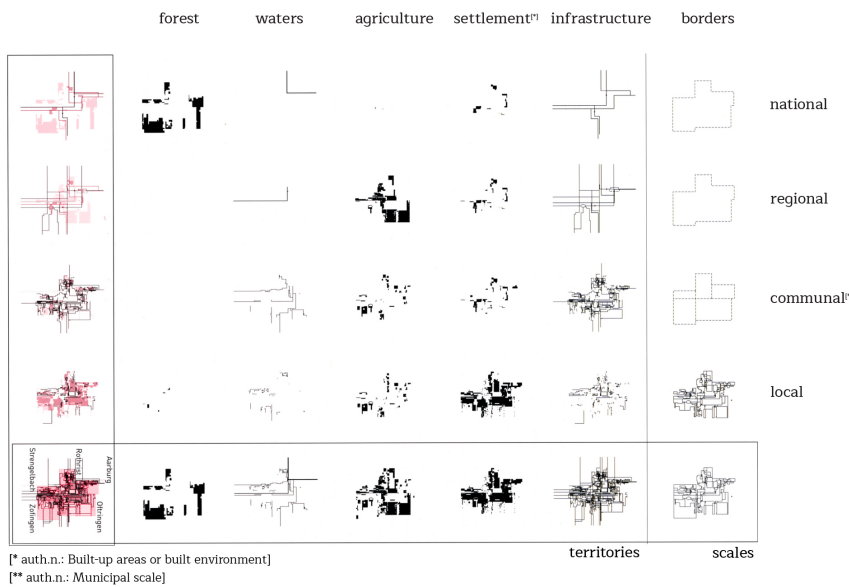 forest waters agriculture settlement[*] infrastructure borders
national
regional
communal[*
local
Aarburg
Rothrist
Strengelbach
Oftringen
Zofingen
territories scales
[* auth.n.: Built-up areas or built environment]
[** auth.n.: Municipal scale]